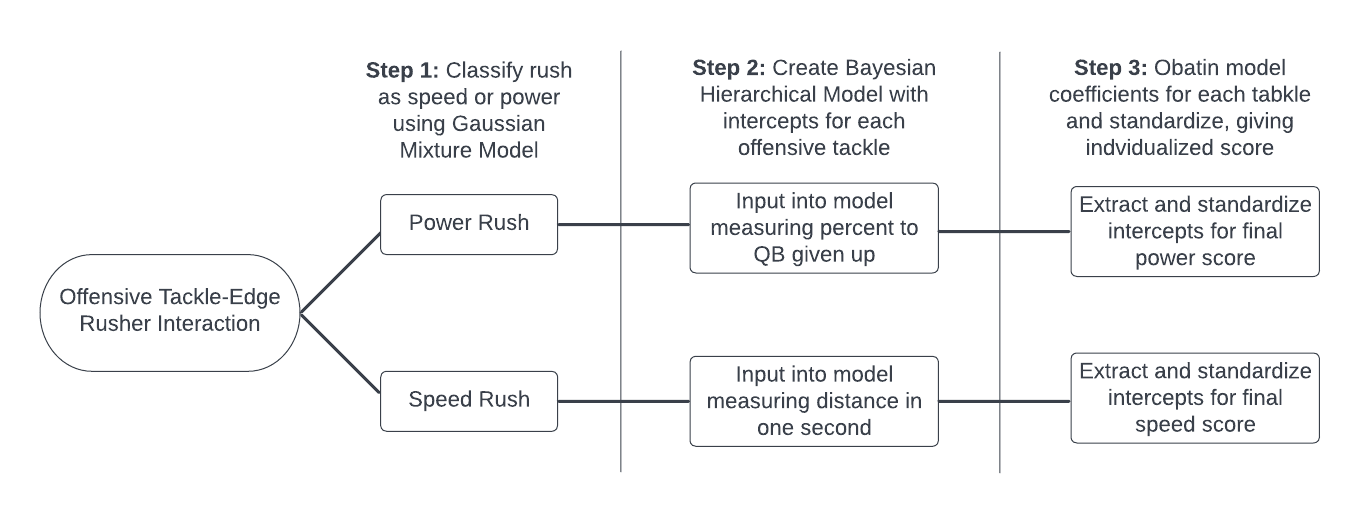 Step 1: Classify rush
as speed or power
using Gaussian
Mixture Model
Step 2: Create Bayesian
Hierarchical Model with
intercepts for each
offensive tackle
Step 3: Obatin model
coefficients for each tabkle
and standardize, giving
indvidualized score
Offensive Tackle-Edge
Rusher Interaction
Power Rush
Input into model
measuring percent to
QB given up
Extract and standardize
intercepts for final
power score
Speed Rush
Input into model
measuring distance in
one second
Extract and standardize
intercepts for final
speed score